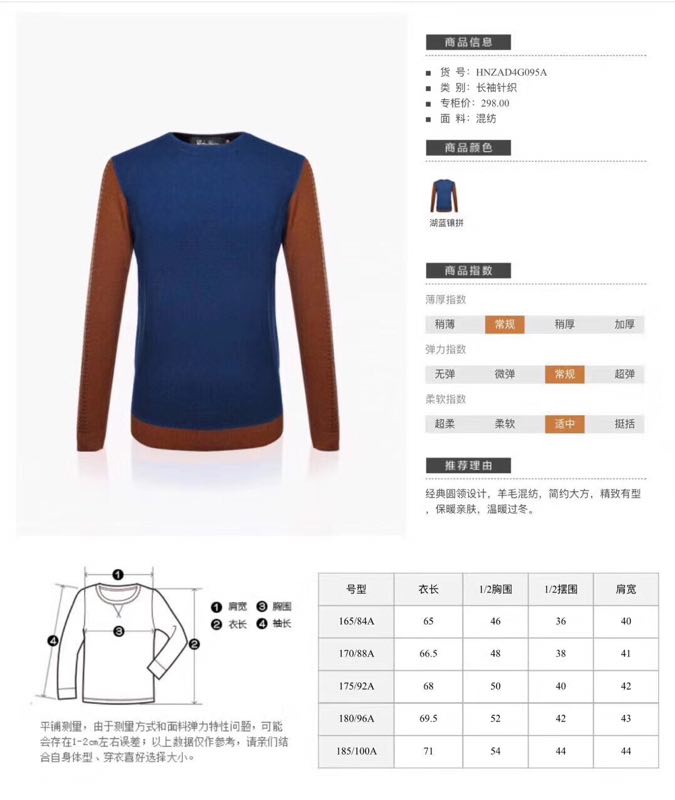 商品信息
货 号：HNZAD4G095A
类 别：长袖针织
专柜价：298.00
面 料：混纺
商品颜色
湖蓝镶拼
商品指数
薄厚指数
稍薄 常规 稍厚 加厚
弹力指数
无弹 微弹 常规 超弹
柔软指数
超柔 柔软 适中 挺括
推荐理由
经典圆领设计，羊毛混纺，简约大方，精致有型
，保暖亲肤，温暖过冬。
1
3
4
2
1 肩宽 3 胸围
2 衣长 4 袖长
平铺测量，由于测量方式和面料弹力特性问题，可能
会存在1-2cm左右误差；以上数据仅作参考，请亲们结
合自身体型、穿衣喜好选择大小。
号型 衣长 1/2胸围 1/2摆围 肩宽
165/84A 65 46 36 40
170/88A 66.5 48 38 41
175/92A 68 50 40 42
180/96A 69.5 52 42 43
185/100A 71 54 44 44